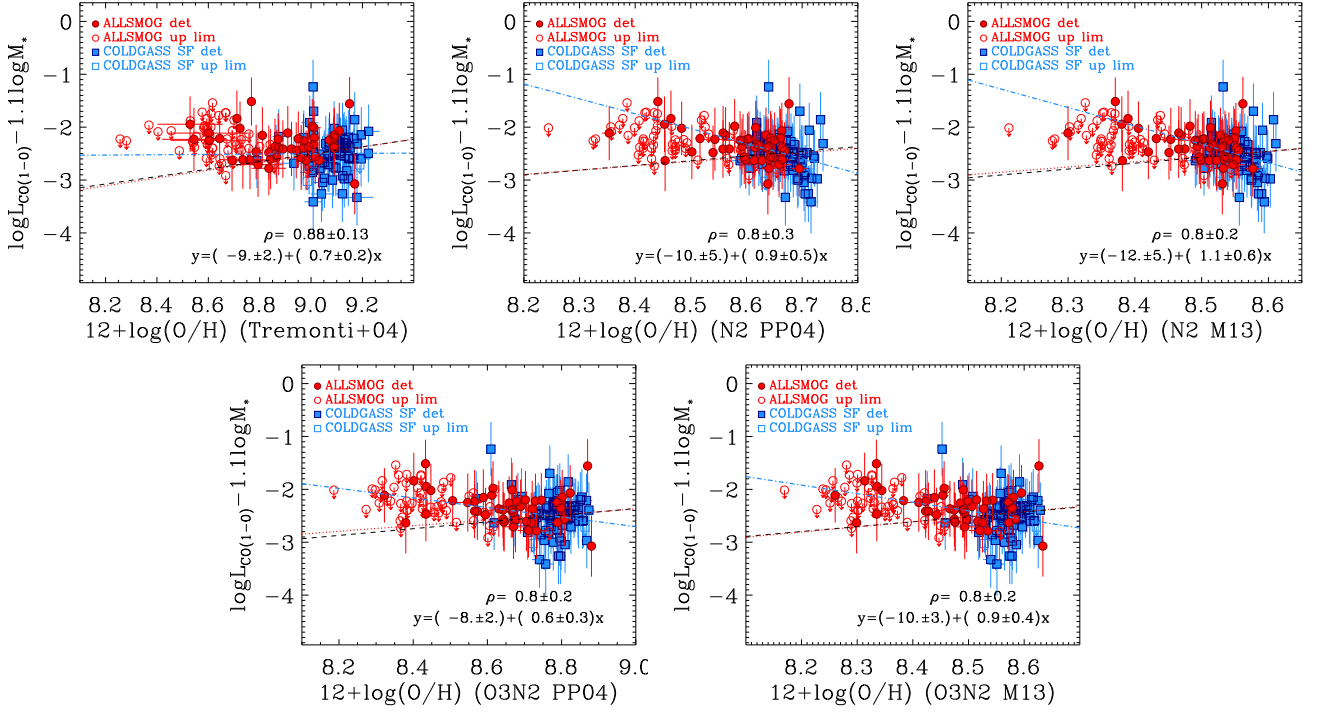 logL_CO(1−0)−1.1logM_*
0
−1
−2
−3
−4
ALLSMOG det
ALLSMOG up lim
COLDGASS SF det
COLDGASS SF up lim
ρ= 0.88±0.13
y=( −9.±2.)+( 0.7±0.2)x
8.2 8.4 8.6 8.8 9.0 9.2
12+log(O/H) (Tremonti+04)
logL_CO(1−0)−1.1logM_*
0
−1
−2
−3
−4
ALLSMOG det
ALLSMOG up lim
COLDGASS SF det
COLDGASS SF up lim
ρ= 0.8±0.3
y=(−10.±5.)+( 0.9±0.5)x
8.2 8.3 8.4 8.5 8.6 8.7 8.8
12+log(O/H) (N2 PP04)
logL_CO(1−0)−1.1logM_*
0
−1
−2
−3
−4
ALLSMOG det
ALLSMOG up lim
COLDGASS SF det
COLDGASS SF up lim
ρ= 0.8±0.2
y=(−12.±5.)+( 1.1±0.6)x
8.2 8.3 8.4 8.5 8.6
12+log(O/H) (N2 M13)
logL_CO(1−0)−1.1logM_*
0
−1
−2
−3
−4
ALLSMOG det
ALLSMOG up lim
COLDGASS SF det
COLDGASS SF up lim
ρ= 0.8±0.2
y=( −8.±2.)+( 0.6±0.3)x
8.2 8.4 8.6 8.8 9.0
12+log(O/H) (O3N2 PP04)
logL_CO(1−0)−1.1logM_*
0
−1
−2
−3
−4
ALLSMOG det
ALLSMOG up lim
COLDGASS SF det
COLDGASS SF up lim
ρ= 0.8±0.2
y=(−10.±3.)+( 0.9±0.4)x
8.2 8.3 8.4 8.5 8.6
12+log(O/H) (O3N2 M13)